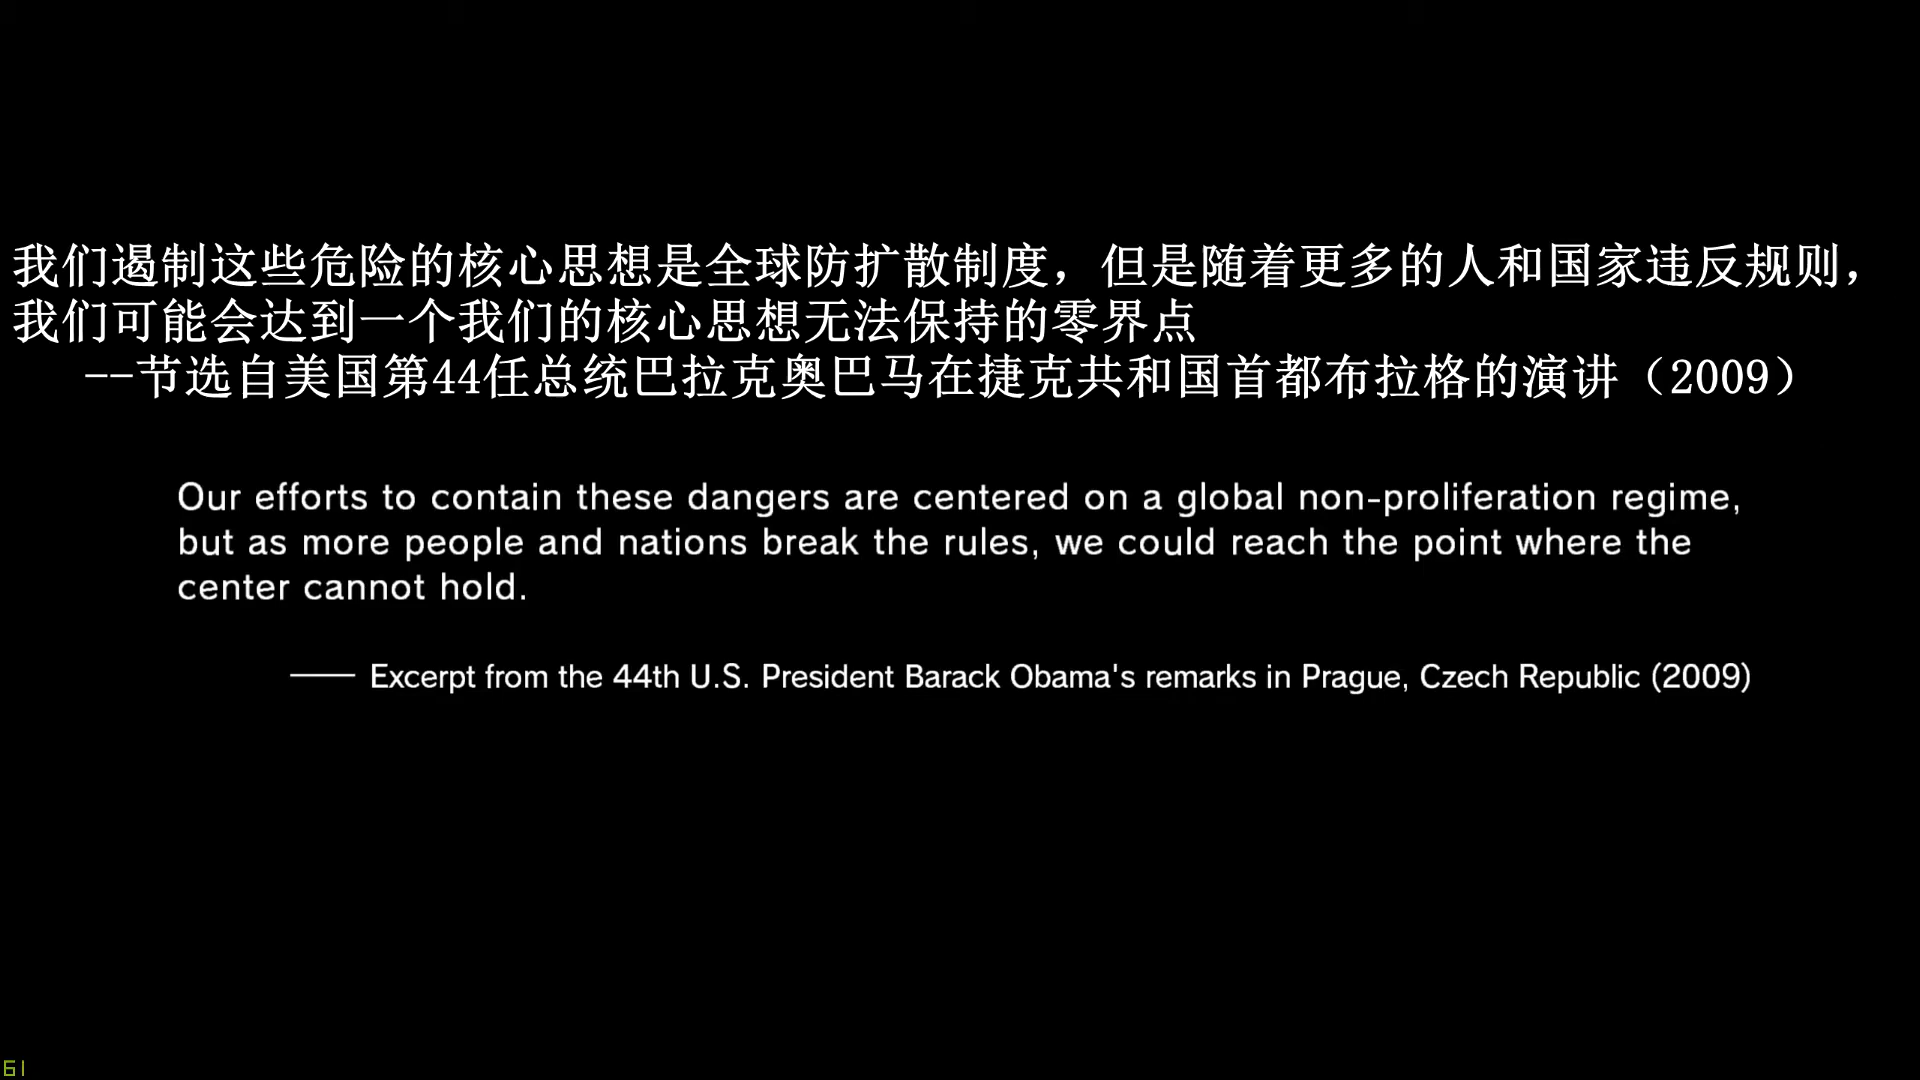 我们遏制这些危险的核心思想是全球防扩散制度，但是随着更多的人和国家违反规则，
我们可能会达到一个我们的核心思想无法保持的零界点
--节选自美国第44任总统巴拉克奥巴马在捷克共和国首都布拉格的演讲（2009）
Our efforts to contain these dangers are centered on a global non-proliferation regime,
but as more people and nations break the rules, we could reach the point where the
center cannot hold.
—— Excerpt from the 44th U.S. President Barack Obama's remarks in Prague, Czech Republic (2009)
61